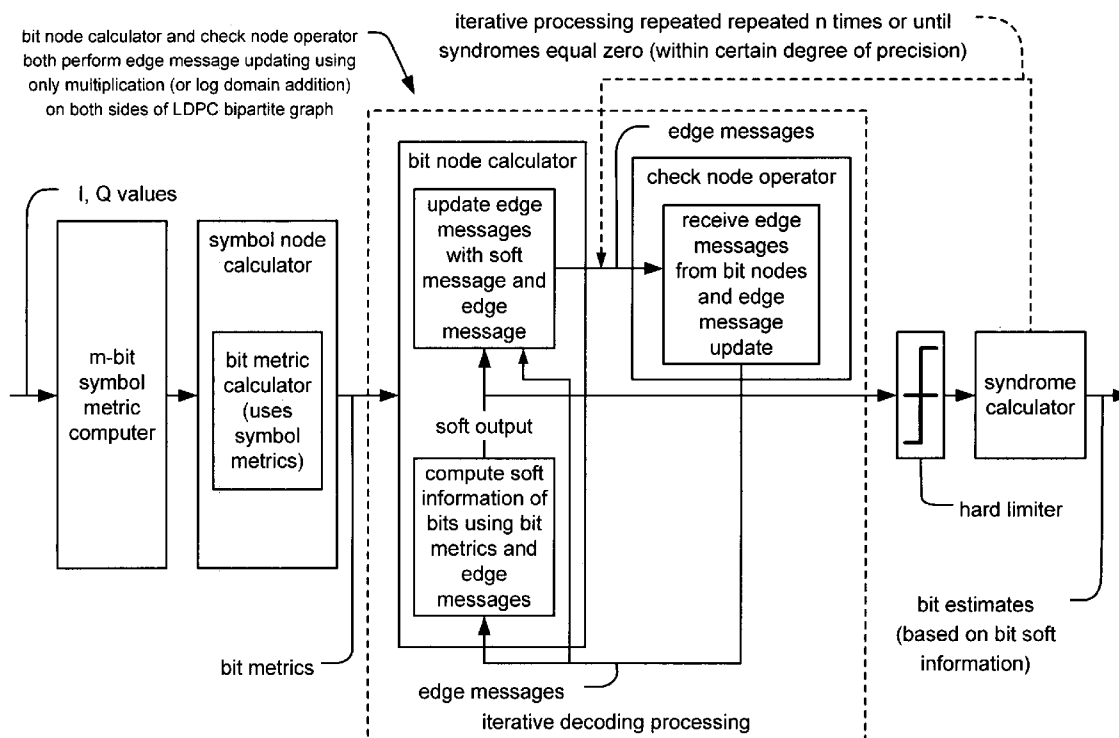 bit node calculator and check node operator
both perform edge message updating using
only multiplication (or log domain addition)
on both sides of LDPC bipartite graph
iterative processing repeated repeated n times or until
syndromes equal zero (within certain degree of precision)
I, Q values
m-bit
symbol
metric
computer
symbol node
calculator
bit metric
calculator
(uses
symbol
metrics)
bit metrics
bit node calculator
update edge
messages
with soft
message and
edge
message
soft output
compute soft
information of
bits using bit
metrics and
edge
messages
edge messages
check node operator
receive edge
messages
from bit nodes
and edge
message
update
edge messages
iterative decoding processing
hard limiter
syndrome
calculator
bit estimates
(based on bit soft
information)